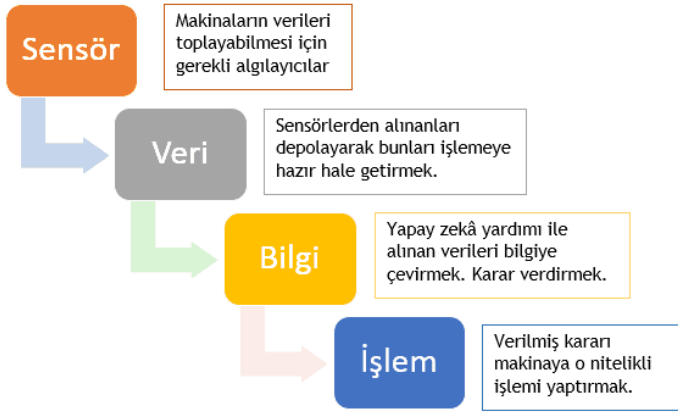 Sensör
Makinaların verileri
toplayabilmesi için
gerekli algılayıcılar
Veri
Sensörlerden alınanları
depolayarak bunları işlemeye
hazır hale getirmek.
Bilgi
Yapay zekâ yardımı ile
alınan verileri bilgiye
çevirmek. Karar verdirmek.
İşlem
Verilmiş kararı
makinaya o nitelikli
işlemi yaptırmak.